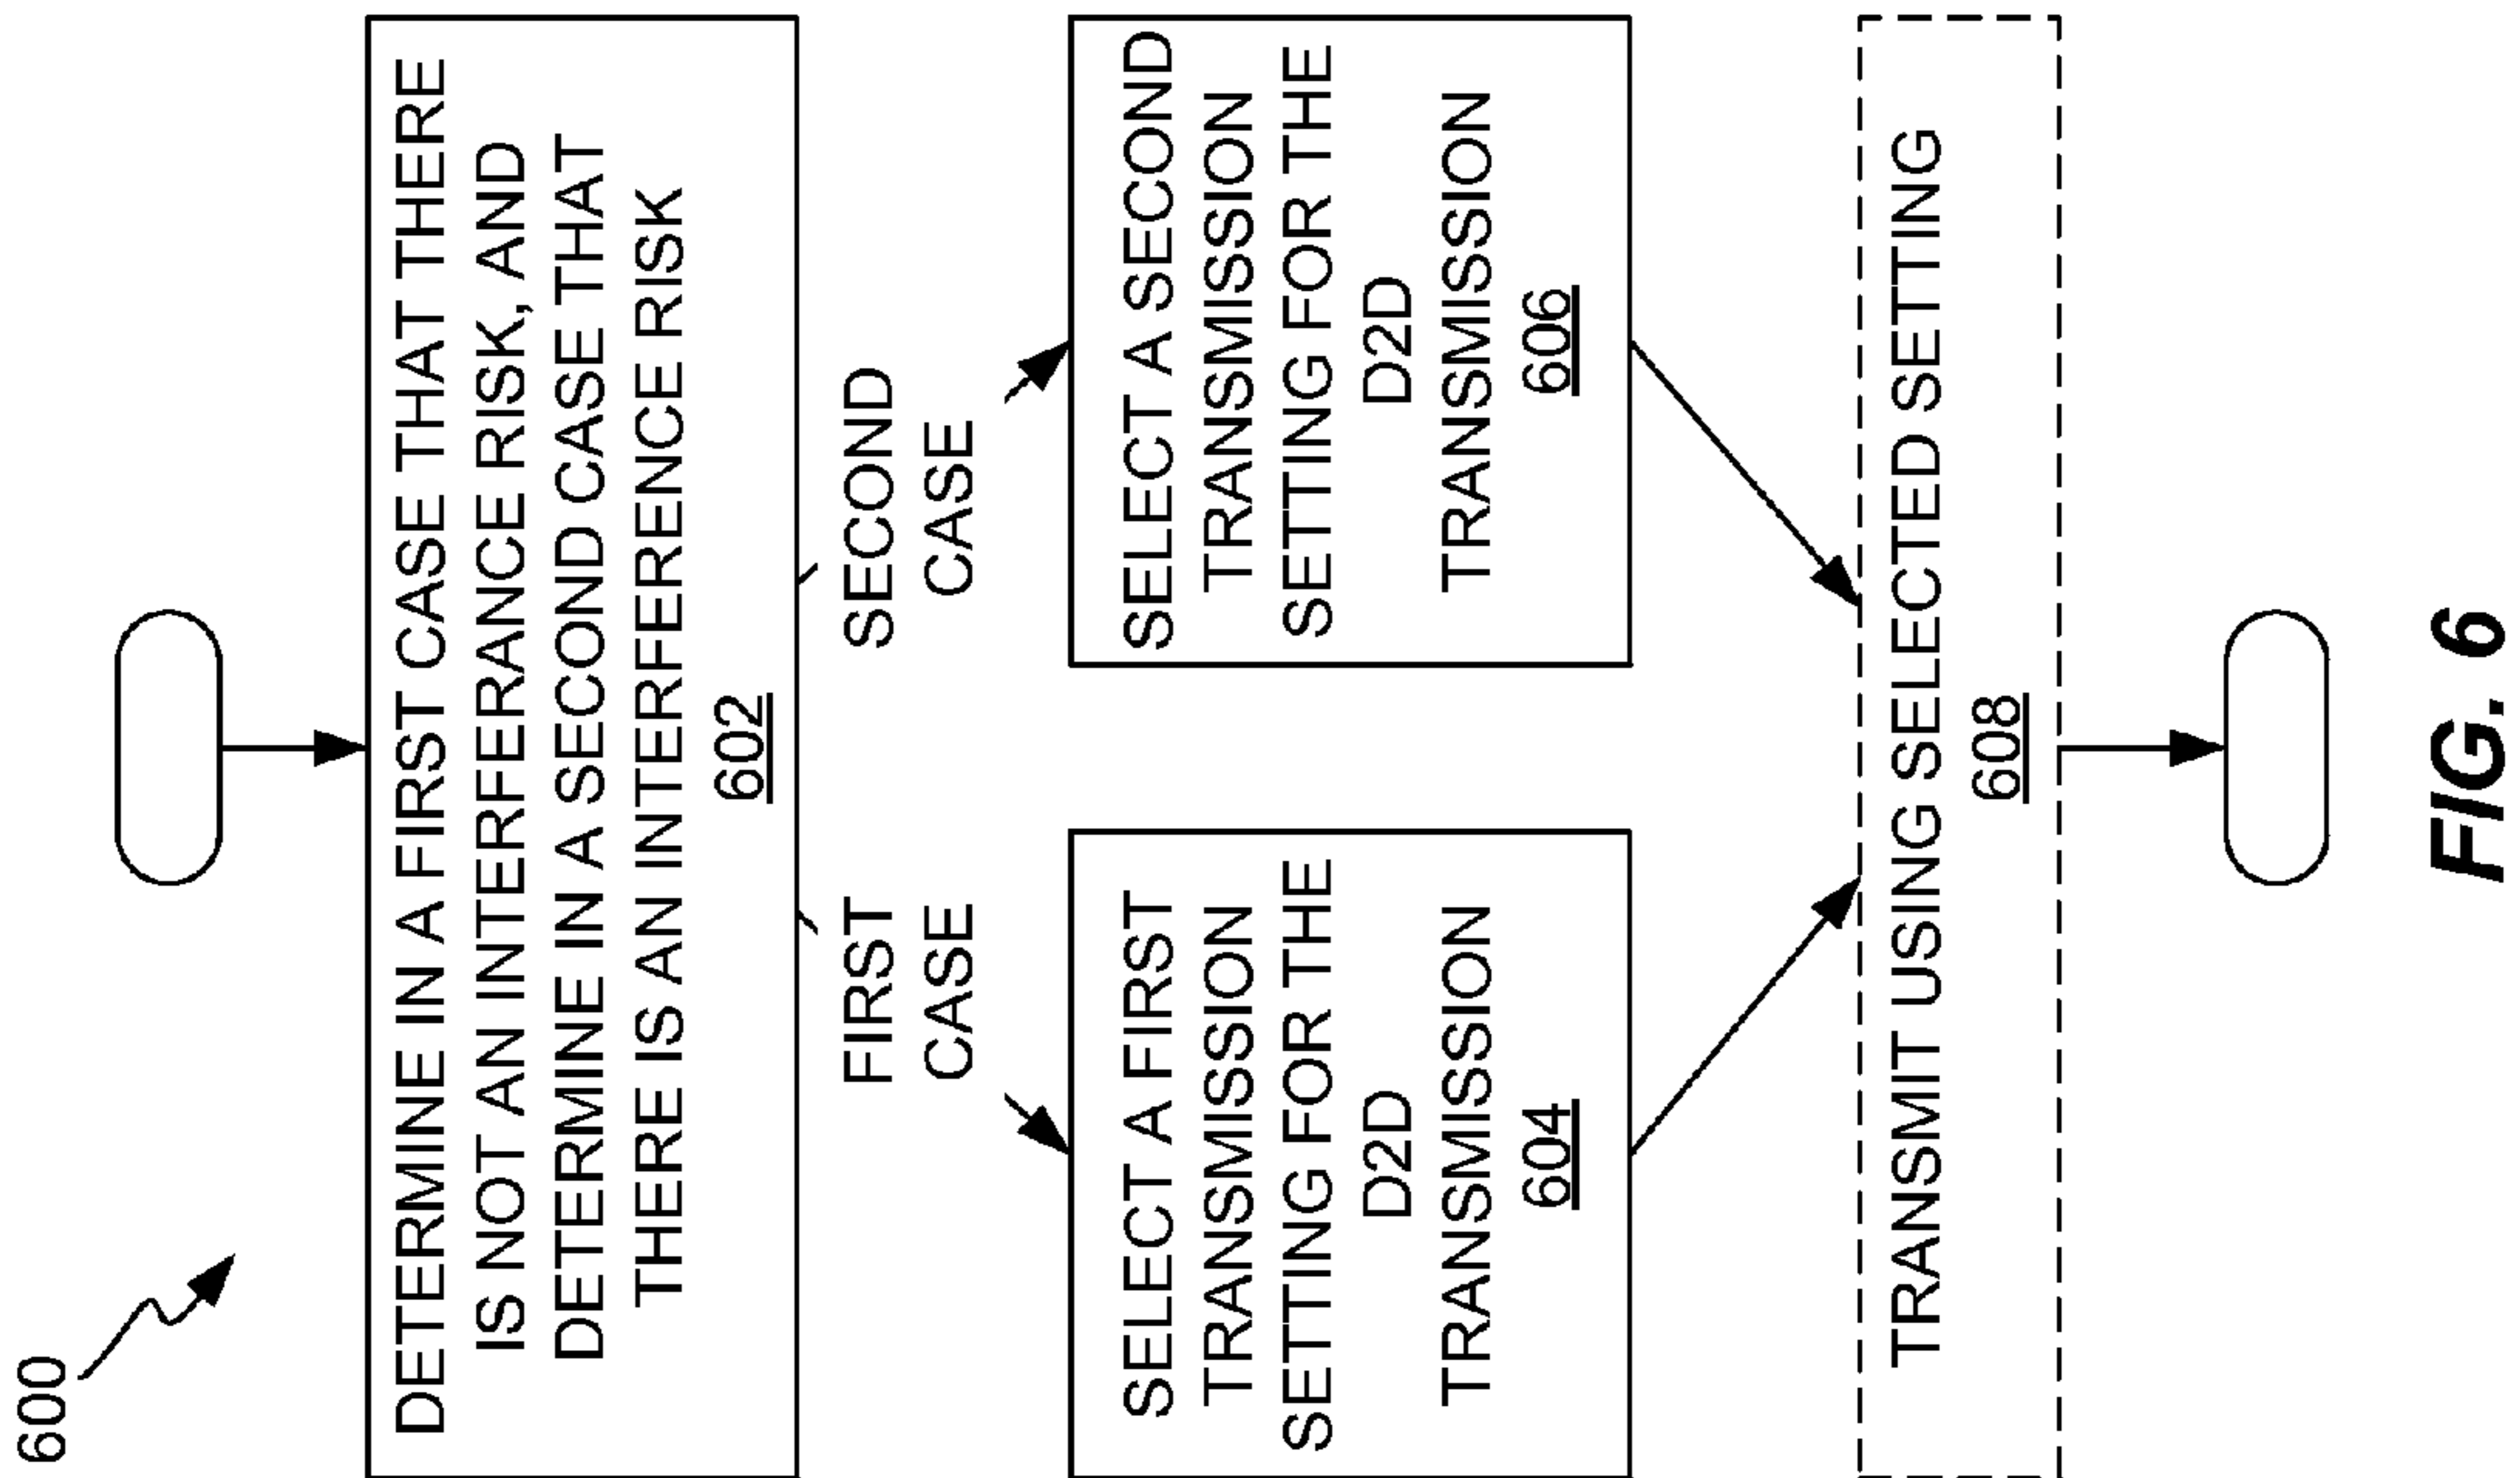 600
DETERMINE IN A FIRST CASE THAT THERE
IS NOT AN INTERFERANCE RISK, AND
DETERMINE IN A SECOND CASE THAT
THERE IS AN INTERFERENCE RISK
602
FIRST
CASE
SECOND
CASE
SELECT A FIRST
TRANSMISSION
SETTING FOR THE
D2D
TRANSMISSION
604
SELECT A SECOND
TRANSMISSION
SETTING FOR THE
D2D
TRANSMISSION
606
TRANSMIT USING SELECTED SETTING
608
FIG. 6